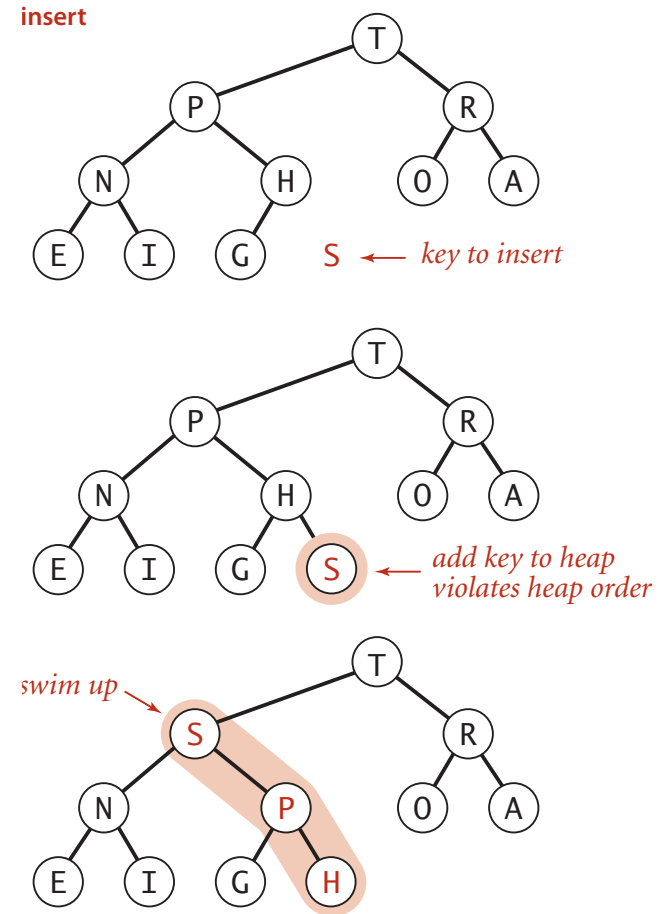 insert
T
P R
N H O A
E I G S key to insert
T
P R
N H O A
E I G S add key to heap
violates heap order
T
swim up
S R
N P O A
E I G H